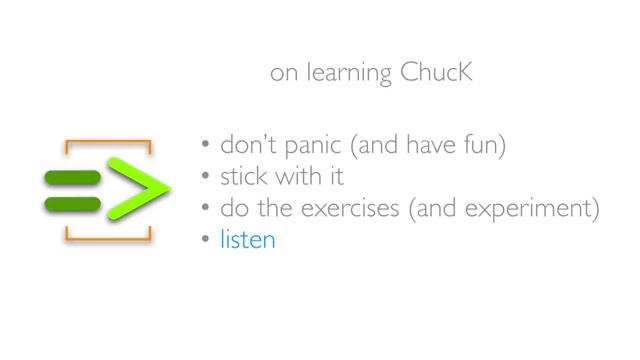 on learning ChucK
• don’t panic (and have fun)
• stick with it
• do the exercises (and experiment)
• listen